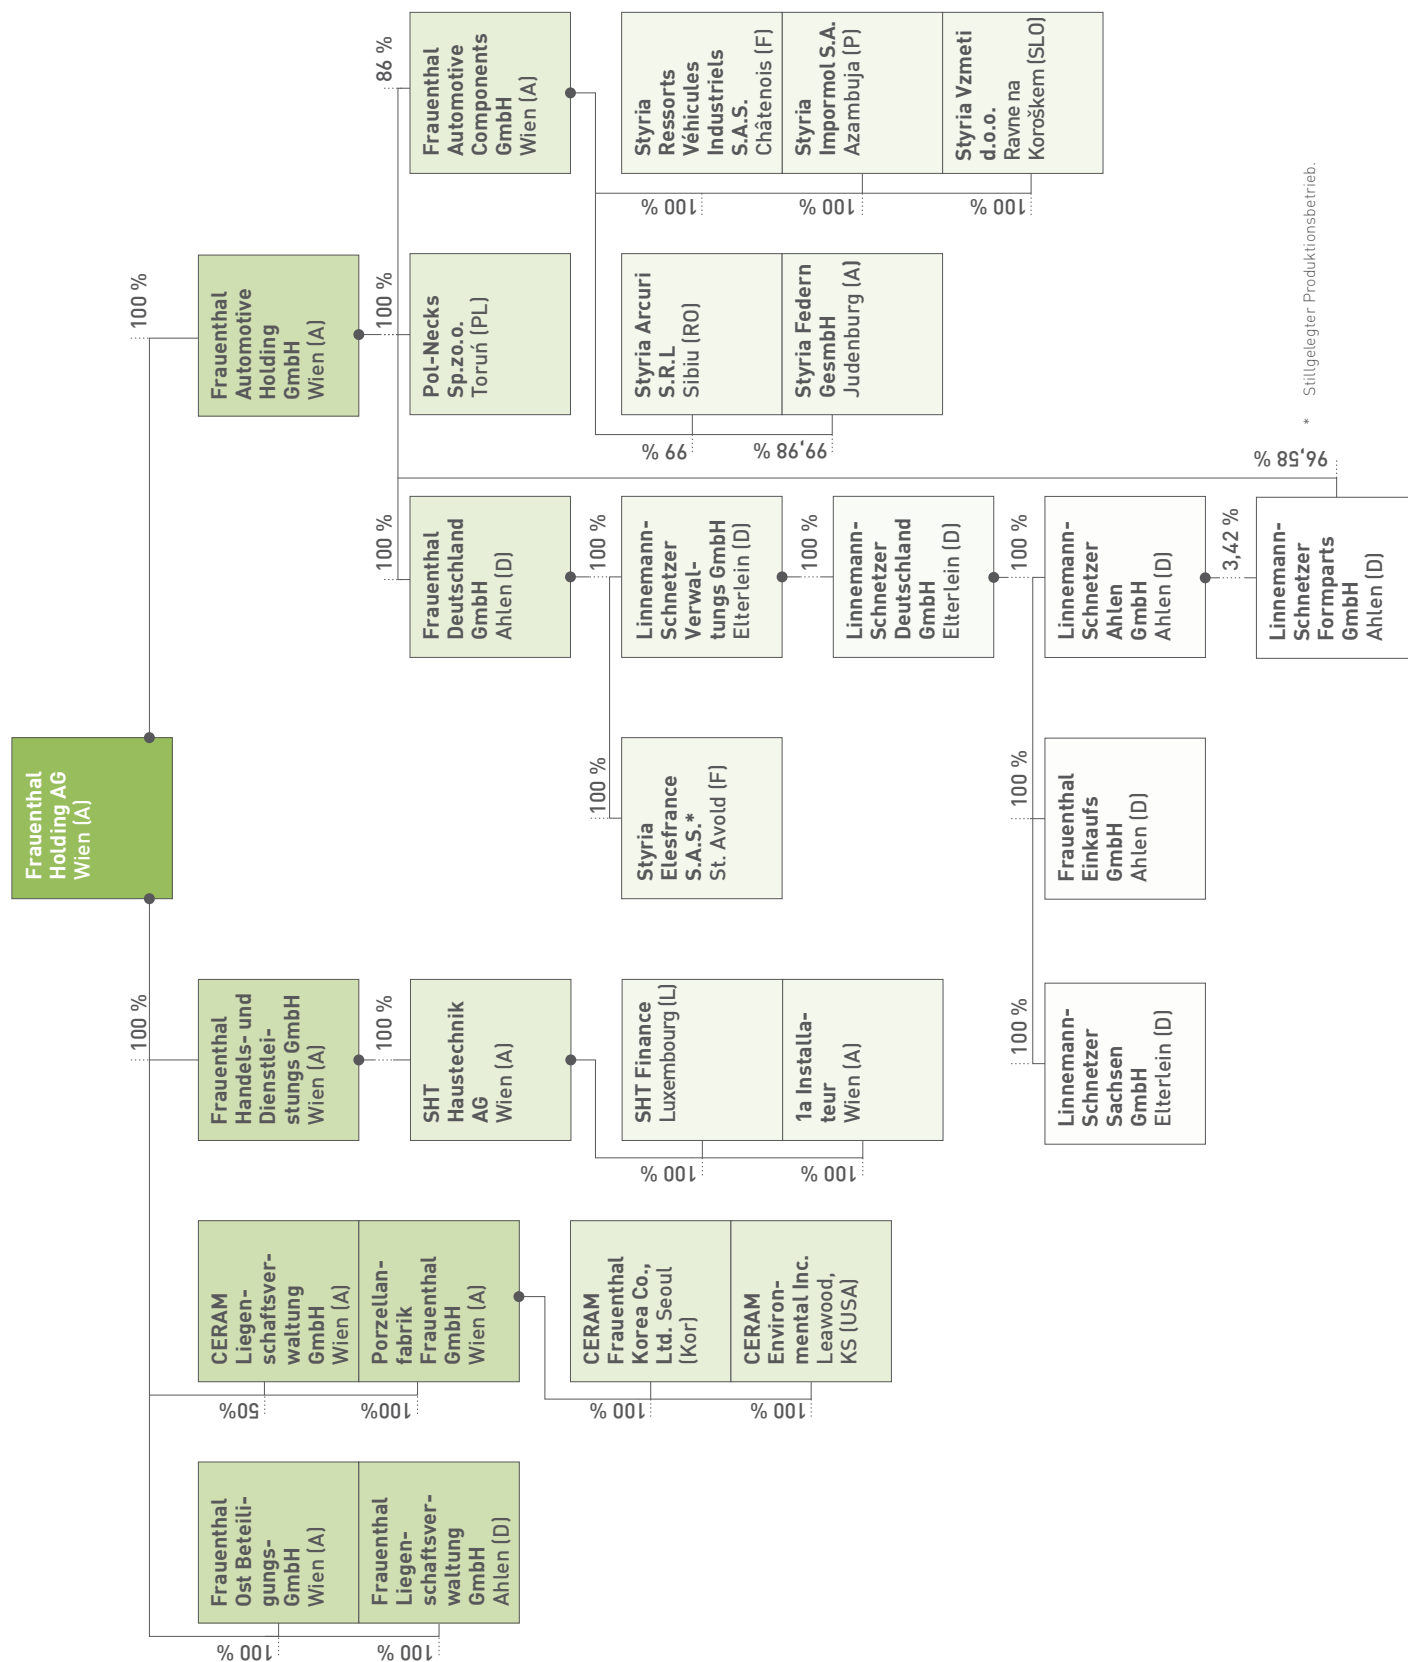 Frauenthal
Holding AG
Wien (A)
100 %
100 %
Frauenthal
Ost Beteili-
gungs-
GmbH
Wien (A)
100 %
Frauenthal
Liegen-
schaftsver-
waltung
GmbH
Ahlen (D)
100 %
CERAM
Liegen-
schaftsver-
waltung
GmbH
Wien (A)
50%
Porzellan-
fabrik
Frauenthal
GmbH
Wien (A)
100%
CERAM
Frauenthal
Korea Co.,
Ltd. Seoul
(Kor)
100 %
CERAM
Environ-
mental Inc.
Leawood,
KS (USA)
100 %
Frauenthal
Handels- und
Dienstlei-
stungs GmbH
Wien (A)
100 %
SHT
Haustechnik
AG
Wien (A)
SHT Finance
Luxembourg (L)
100 %
1a Installa-
teur
Wien (A)
100 %
Frauenthal
Automotive
Holding
GmbH
Wien (A)
100 %
100 %
86 %
Frauenthal
Deutschland
GmbH
Ahlen (D)
Pol-Necks
Sp.zo.o.
Toruń (PL)
Frauenthal
Automotive
Components
GmbH
Wien (A)
100 %
100 %
Styria
Elesfrance
S.A.S.*
St. Avold (F)
Linnemann-
Schnetzer
Verwal-
tungs GmbH
Elterlein (D)
Styria Arcuri
S.R.L
Sibiu (RO)
99 %
Styria Federn
GesmbH
Judenburg (A)
99,98 %
Styria
Ressorts
Véhicules
Industriels
S.A.S.
Châtenois (F)
100 %
Styria
Impormol S.A.
Azambuja (P)
100 %
Styria Vzmeti
d.o.o.
Ravne na
Koroškem (SLO)
100 %
100 %
Linnemann-
Schnetzer
Deutschland
GmbH
Elterlein (D)
100 %
100 %
100 %
Linnemann-
Schnetzer
Sachsen
GmbH
Elterlein (D)
Frauenthal
Einkaufs
GmbH
Ahlen (D)
Linnemann-
Schnetzer
Ahlen
GmbH
Ahlen (D)
3,42 %
Linnemann-
Schnetzer
Formparts
GmbH
Ahlen (D)
96,58 %
* Stillgelegter Produktionsbetrieb.